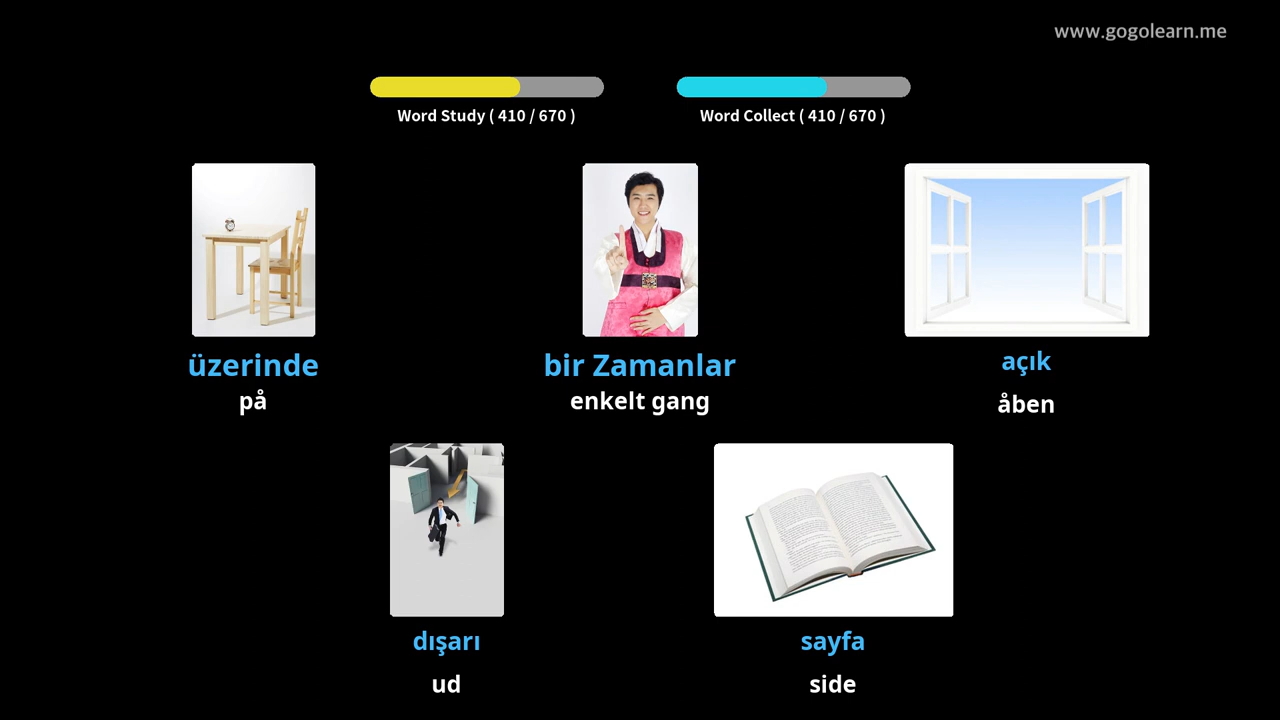 www.gogolearn.me
Word Study ( 410 / 670 )
Word Collect ( 410 / 670 )
üzerinde
på
bir Zamanlar
enkelt gang
açık
åben
dışarı
ud
sayfa
side